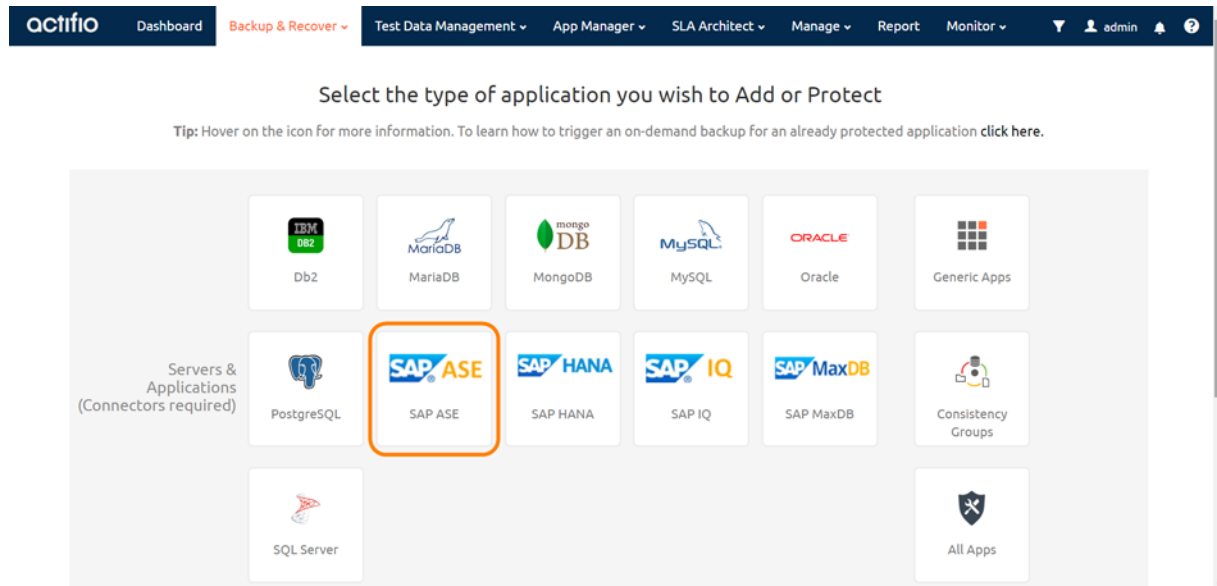 actifio Dashboard Backup & Recover Test Data Management App Manager SLA Architect Manage Report Monitor admin ?
Select the type of application you wish to Add or Protect
Tip: Hover on the icon for more information. To learn how to trigger an on-demand backup for an already protected application click here.
IBM
DB2
MariaDB
mongo
DB
MySQL
ORACLE
Db2
MariaDB
MongoDB
MySQL
Oracle
Generic Apps
Servers &
Applications
(Connectors required)
SAP ASE
SAP HANA
SAP IQ
SAP MaxDB
PostgreSQL
SAP ASE
SAP HANA
SAP IQ
SAP MaxDB
Consistency
Groups
SQL Server
All Apps